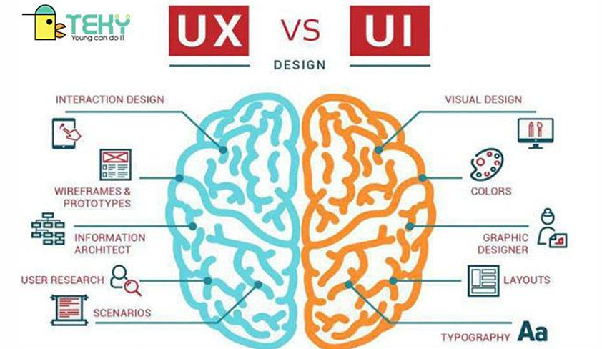 TEKY
Young can do it
UX VS UI
DESIGN
INTERACTION DESIGN
WIREFRAMES &
PROTOTYPES
INFORMATION
ARCHITECT
USER RESEARCH
SCENARIOS
VISUAL DESIGN
COLORS
GRAPHIC
DESIGNER
LAYOUTS
TYPOGRAPHY Aa